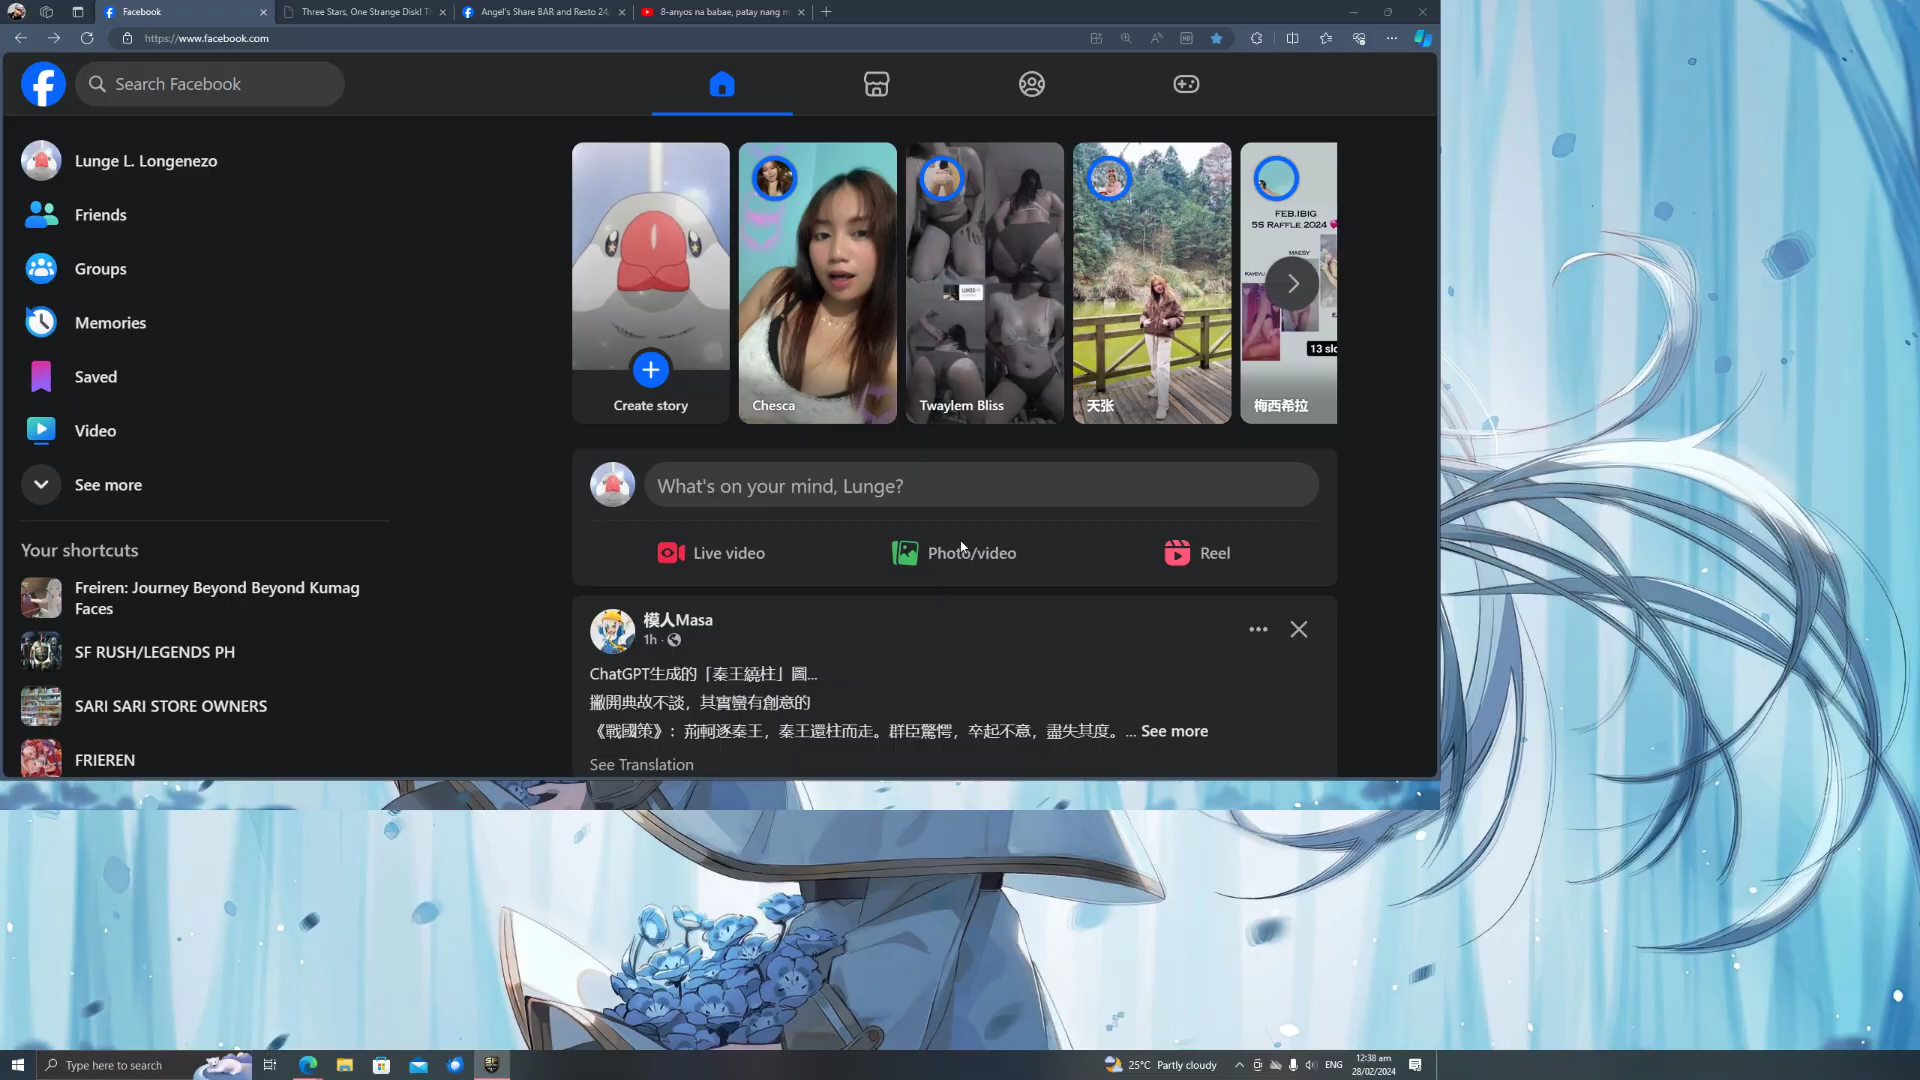 Facebook
Three Stars, One Strange Disk!
Angel's Share BAR and Resto 24/
8-anyos na babae, patay nang m
https://www.facebook.com
Search Facebook
Lunge L. Longenezo
Friends
Groups
Memories
Saved
Video
See more
Your shortcuts
Freiren: Journey Beyond Beyond Kumag
Faces
SF RUSH/LEGENDS PH
SARI SARI STORE OWNERS
FRIEREN
Create story
Chesca
Twaylem Bliss
天张
FEB.IBIG
5S RAFFLE 2024
MAESY
13 slo
梅西希拉
What's on your mind, Lunge?
Live video
Photo/video
Reel
模人Masa
1h ·
ChatGPT生成的「秦王繞柱」圖...
撇開典故不談，其實蠻有創意的
《戰國策》：荊軻逐秦王，秦王還柱而走。群臣驚愕，卒起不意，盡失其度。... See more
See Translation
Type here to search
25°C Partly cloudy
ENG
12:38 am
28/02/2024